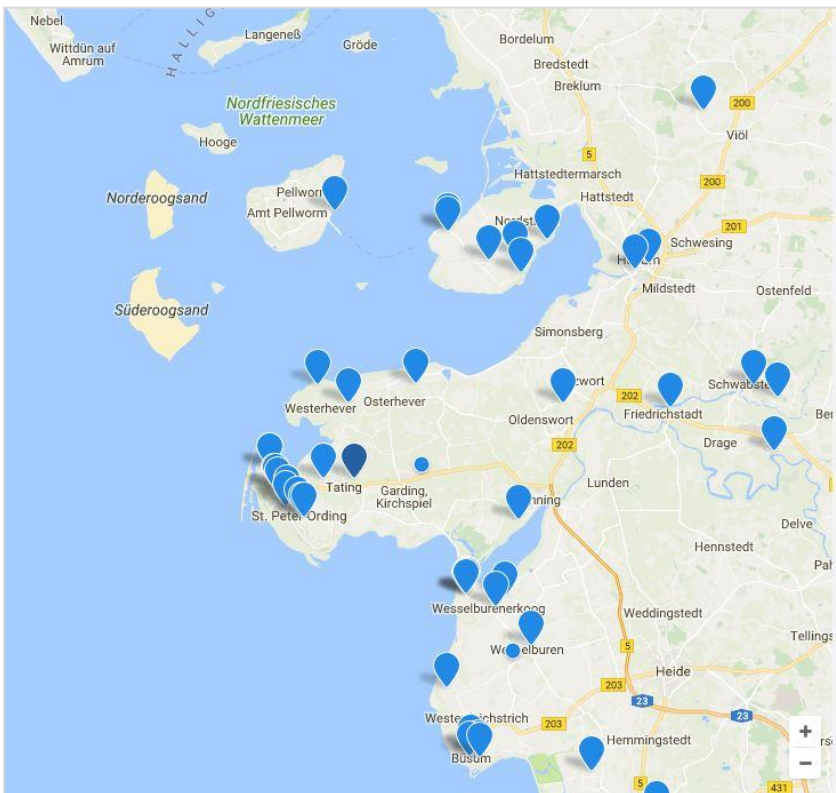 Nebel
Langeneß
Wittdün auf
Amrum
HALLIG
Gröde
Bordelum
Bredstedt
Breklum
200
Viöl
Nordfriesisches
Wattenmeer
Hooge
5
Hattstedtermarsch
Hattstedt
200
Norderoogsand
Pellworm
Amt Pellworm
201
Schwesing
Mildstedt
Ostenfeld
Süderoogsand
Simonsberg
Westerhever
Osterhever
202
Friedrichstadt
Oldenswort
202
Drage
Tating
Garding,
Kirchspiel
Lunden
St. Peter-Ording
Delve
Hennstedt
Wesselburenerkoog
Weddingstedt
5
Heide
203
23
23
203
Hemmingstedt
Büsum
5
431
+
−